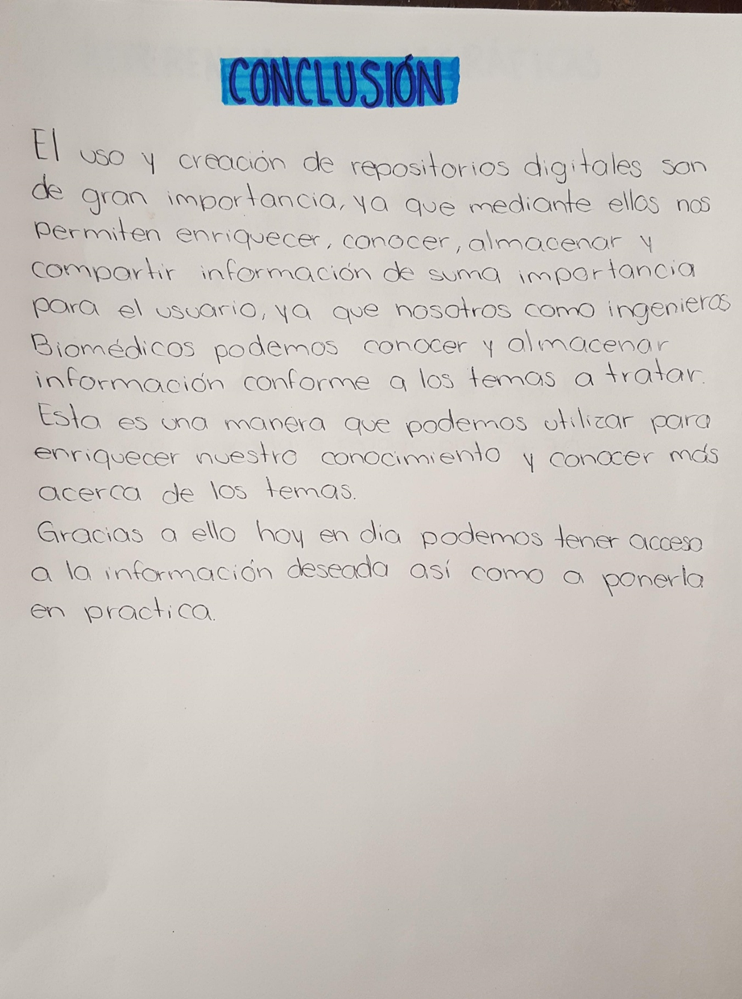 CONCLUSIÓN
El uso y creación de repositorios digitales son
de gran importancia, ya que mediante ellos nos
permiten enriquecer, conocer, almacenar y
compartir información de suma importancia
para el usuario, ya que nosotros como ingenieros
Biomédicos podemos conocer y almacenar
información conforme a los temas a tratar.
Esta es una manera que podemos utilizar para
enriquecer nuestro conocimiento y conocer más
acerca de los temas.
Gracias a ello hoy en dia podemos tener acceso
a la información deseada así como a ponerla
en practica.